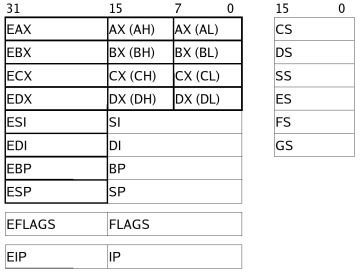 31 15 7 0 15 0
EAX AX (AH) AX (AL) CS
EBX BX (BH) BX (BL) DS
ECX CX (CH) CX (CL) SS
EDX DX (DH) DX (DL) ES
ESI SI FS
EDI DI GS
EBP BP
ESP SP
EFLAGS FLAGS
EIP IP